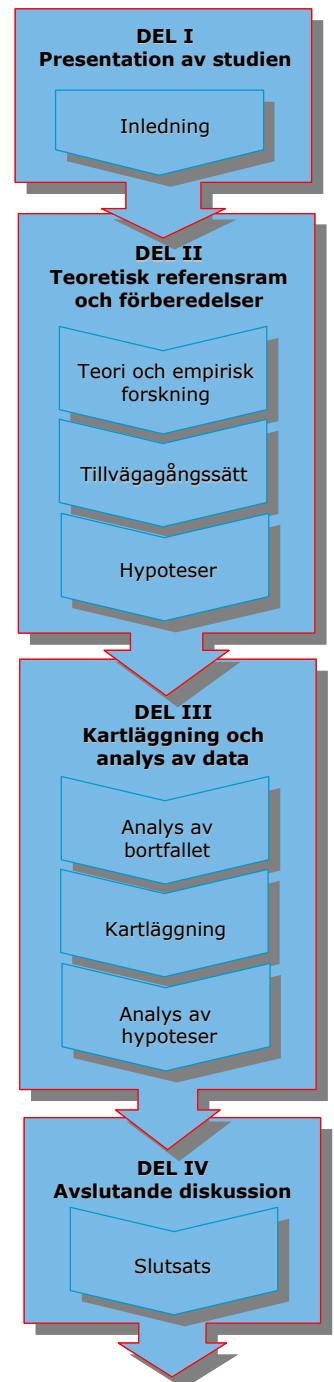 DEL I
Presentation av studien
Inledning
DEL II
Teoretisk referensram
och förberedelser
Teori och empirisk
forskning
Tillvägagångssätt
Hypoteser
DEL III
Kartläggning och
analys av data
Analys av
bortfallet
Kartläggning
Analys av
hypoteser
DEL IV
Avslutande diskussion
Slutsats